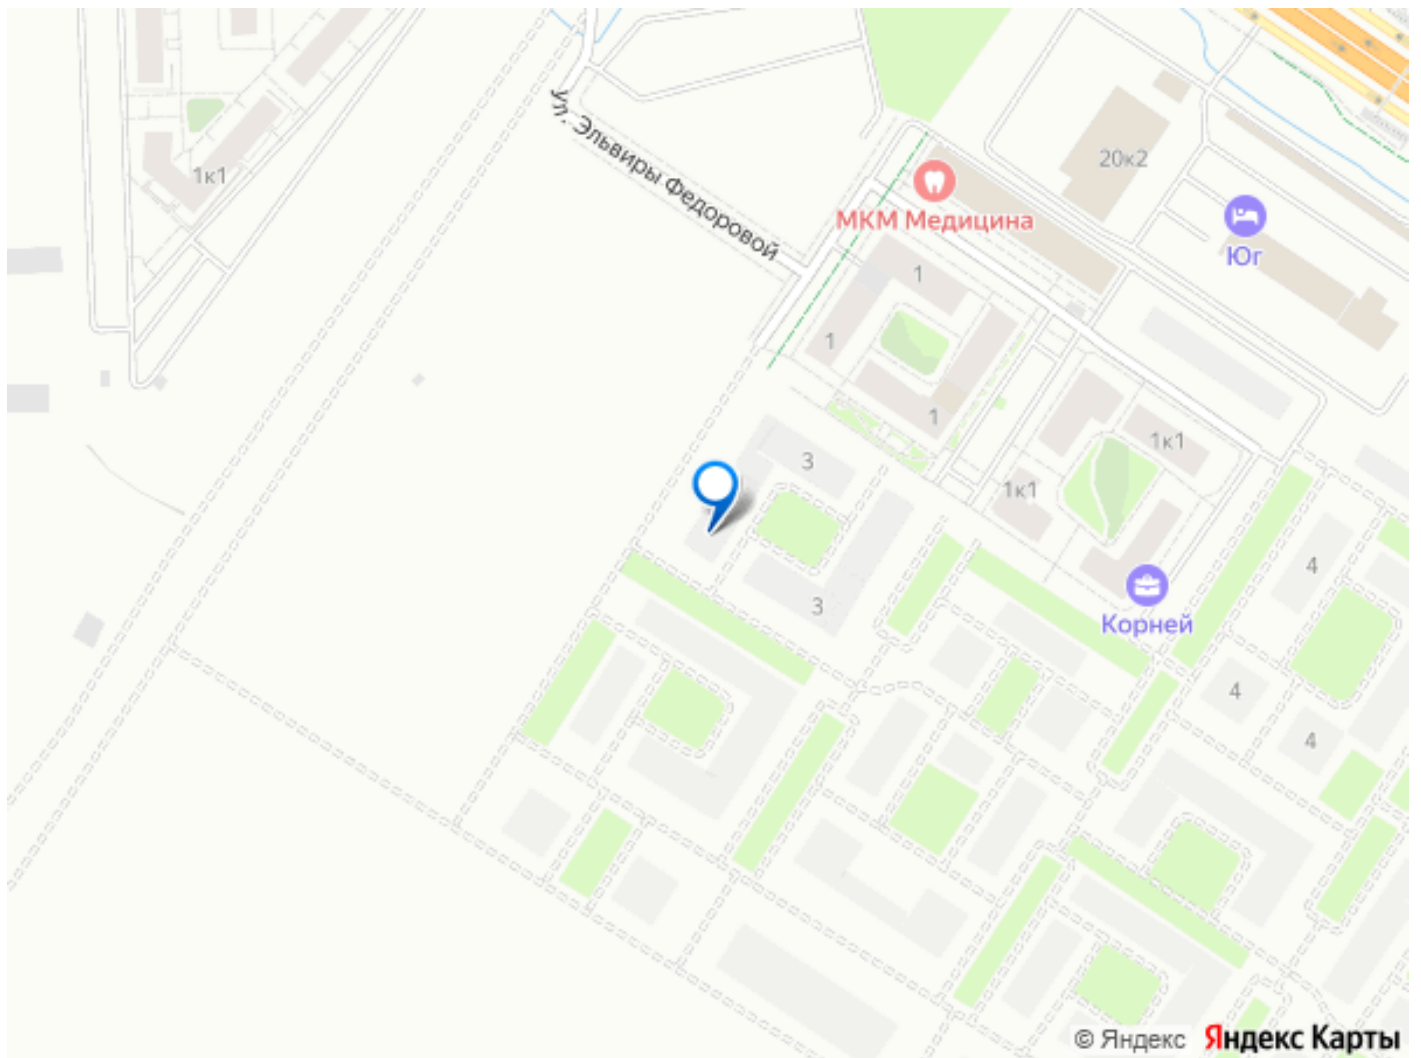 ул. Эльвиры Федоровой
1к1
20к2
МКМ Медицина
Юг
1
1
1
1к1
1к1
3
3
Корней
4
4
4
© Яндекс Яндекс Карты